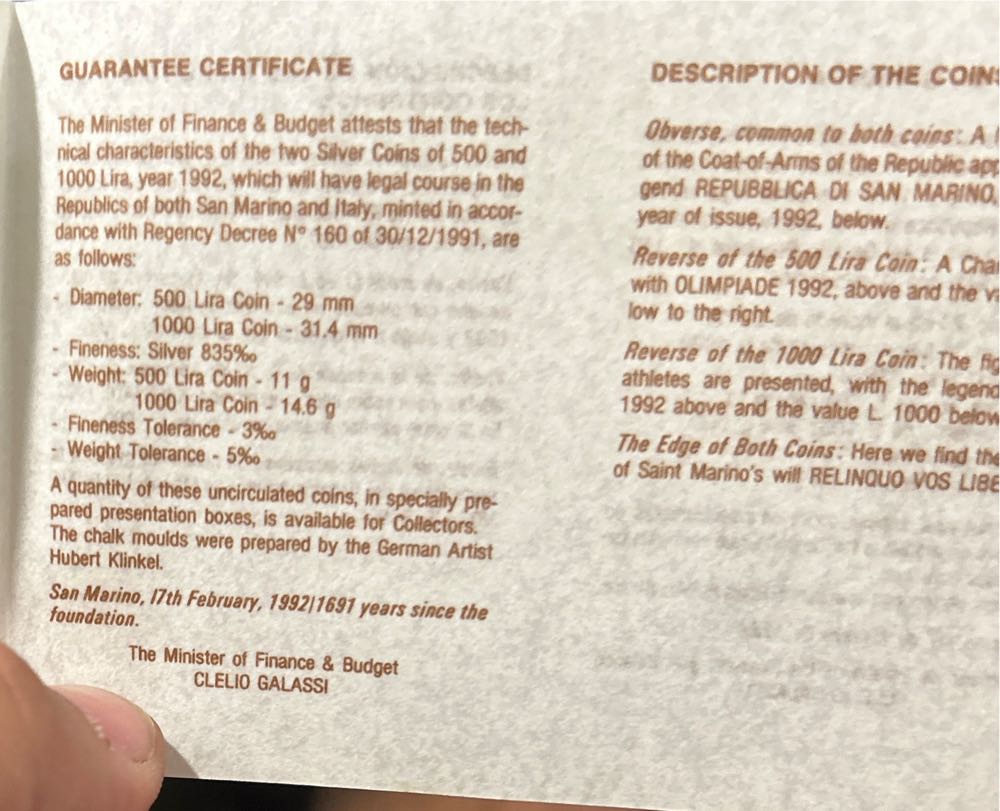 GUARANTEE CERTIFICATE
The Minister of Finance & Budget attests that the tech-
nical characteristics of the two Silver Coins of 500 and
1000 Lira, year 1992, which will have legal course in the
Republics of both San Marino and Italy, minted in accor-
dance with Regency Decree N° 160 of 30/12/1991, are
as follows:
- Diameter: 500 Lira Coin - 29 mm
1000 Lira Coin - 31.4 mm
- Fineness: Silver 835‰
- Weight: 500 Lira Coin - 11 g
1000 Lira Coin - 14.6 g
- Fineness Tolerance - 3‰
- Weight Tolerance - 5‰
A quantity of these uncirculated coins, in specially pre-
pared presentation boxes, is available for Collectors.
The chalk moulds were prepared by the German Artist
Hubert Klinkel.
San Marino, 17th February, 1992/1691 years since the
foundation.
The Minister of Finance & Budget
CLELIO GALASSI
DESCRIPTION OF THE COINS
Obverse, common to both coins: A
of the Coat-of-Arms of the Republic app
gend REPUBBLICA DI SAN MARINO,
year of issue, 1992, below.
Reverse of the 500 Lira Coin: A Cha
with OLIMPIADE 1992, above and the v
low to the right.
Reverse of the 1000 Lira Coin: The fig
athletes are presented, with the legend
1992 above and the value L. 1000 below
The Edge of Both Coins: Here we find the
of Saint Marino's will RELINQUO VOS LIBE